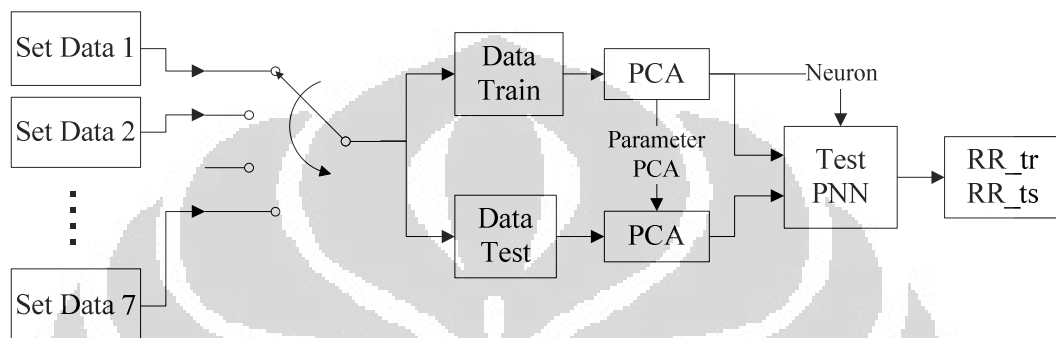 Set Data 1
Set Data 2
Set Data 7
Data
Train
Data
Test
PCA
Parameter
PCA
PCA
Neuron
Test
PNN
RR_tr
RR_ts